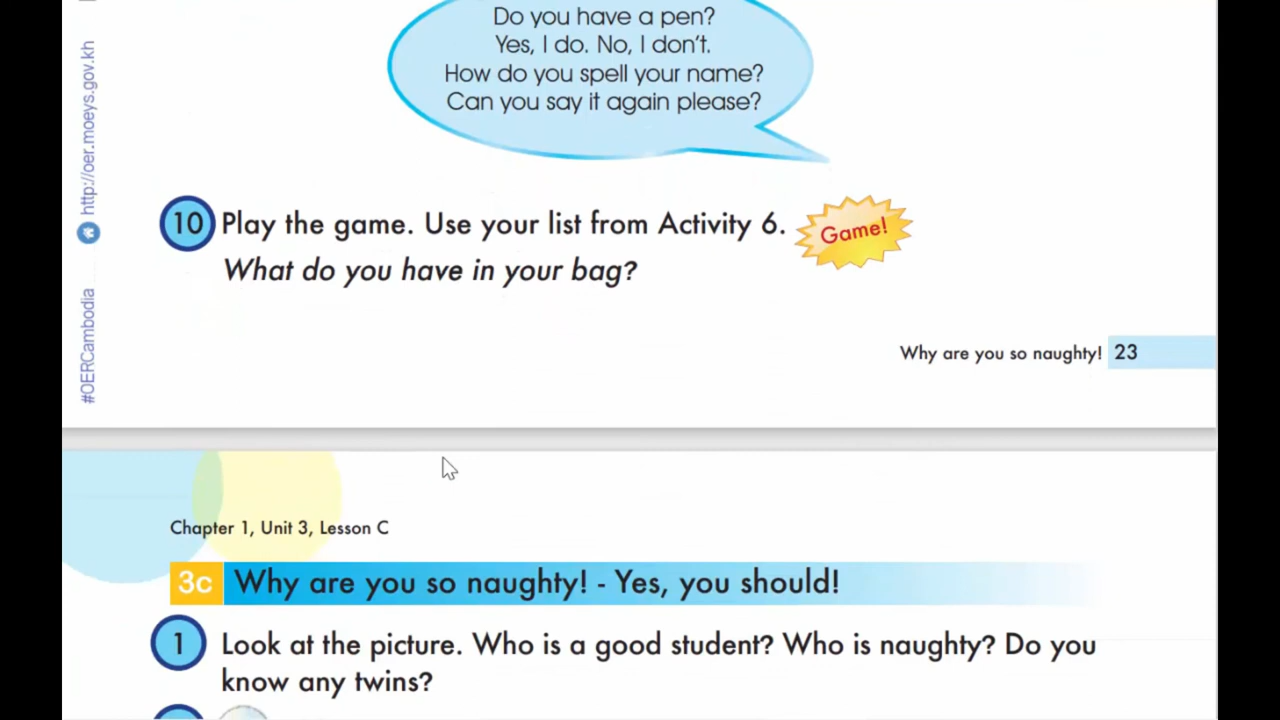 Do you have a pen?
Yes, I do. No, I don't.
How do you spell your name?
Can you say it again please?
#OERCambodia http://oer.moeys.gov.kh
10 Play the game. Use your list from Activity 6. Game!
What do you have in your bag?
Why are you so naughty! 23
Chapter 1, Unit 3, Lesson C
3c Why are you so naughty! - Yes, you should!
1 Look at the picture. Who is a good student? Who is naughty? Do you
know any twins?